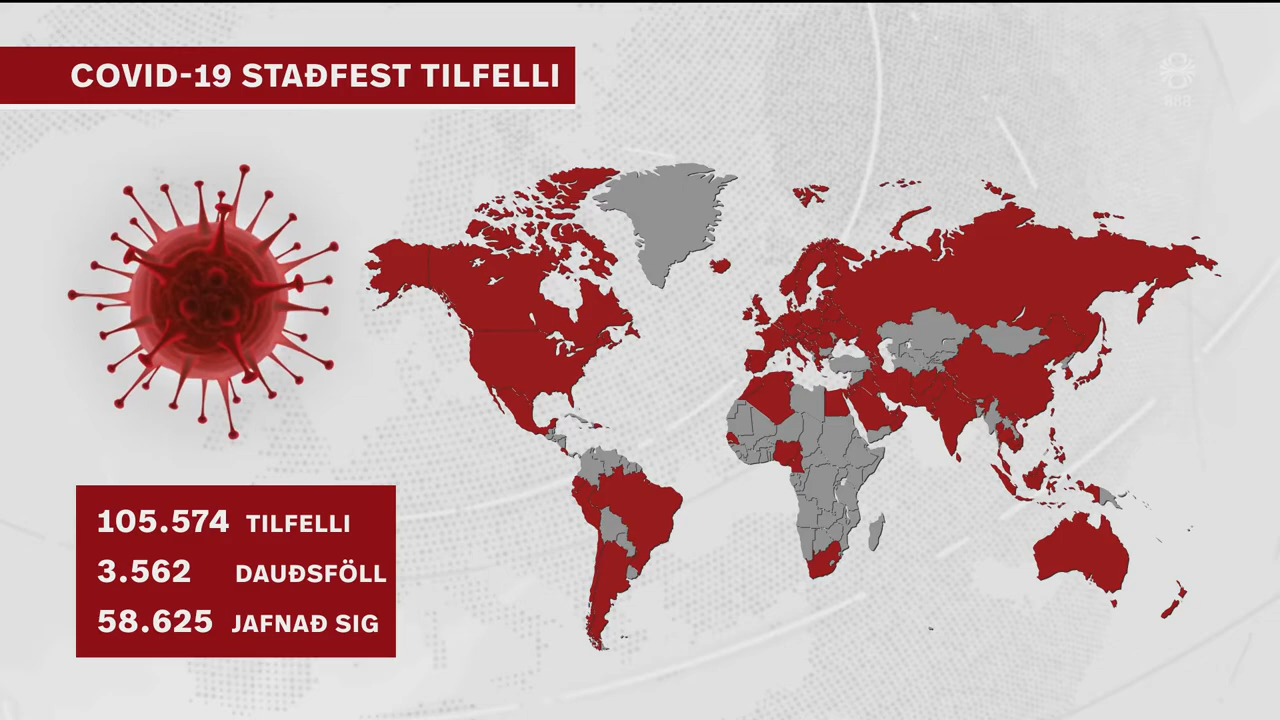 COVID-19 STAÐFEST TILFELLI
105.574 TILFELLI
3.562 DAUÐSFÖLL
58.625 JAFNAÐ SIG